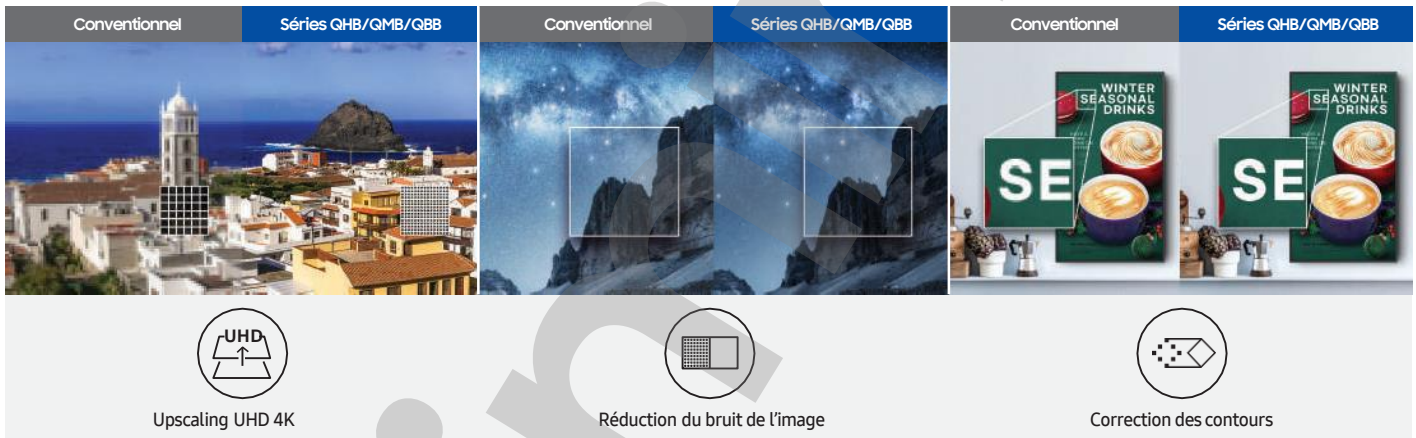 Conventionnel
Séries QHB/QMB/QBB
Conventionnel
Séries QHB/QMB/QBB
Conventionnel
Séries QHB/QMB/QBB
WINTER
SEASONAL
DRINKS
SE
WINTER
SEASONAL
DRINKS
SE
UHD
Upscaling UHD 4K
Réduction du bruit de l'image
Correction des contours